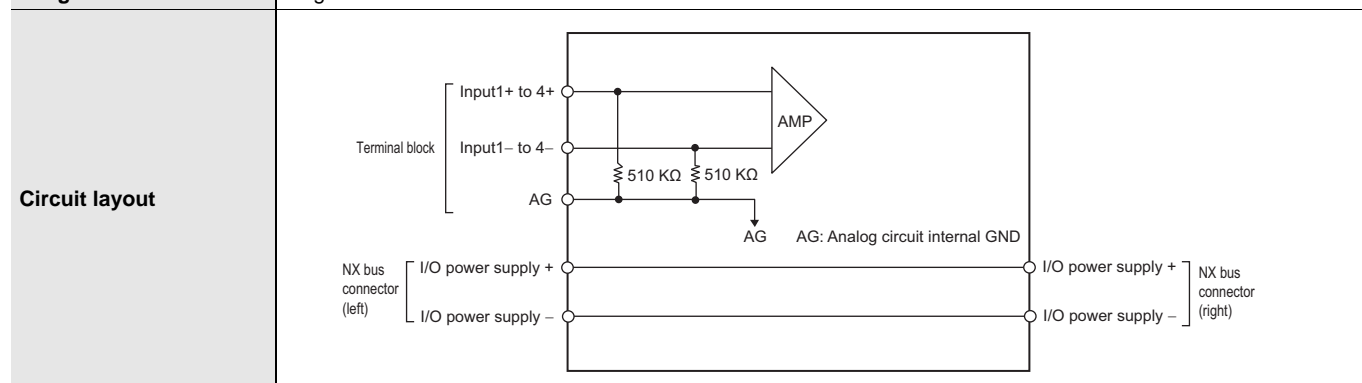 Circuit layout
Terminal block
Input1+ to 4+
Input1− to 4−
AG
AMP
510 KΩ
510 KΩ
AG
AG: Analog circuit internal GND
NX bus
connector
(left)
I/O power supply +
I/O power supply −
I/O power supply +
I/O power supply −
NX bus
connector
(right)